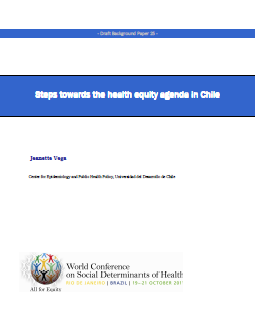 - Draft Background Paper 25 -
Steps towards the health equity agenda in Chile
Jeanette Vega
Centre for Epidemiology and Public Health Policy, Universidad del Desarrollo de Chile
World Conference
on Social Determinants of Health
All for Equity
RIO DE JANEIRO | BRAZIL | 19-21 OCTOBER 201